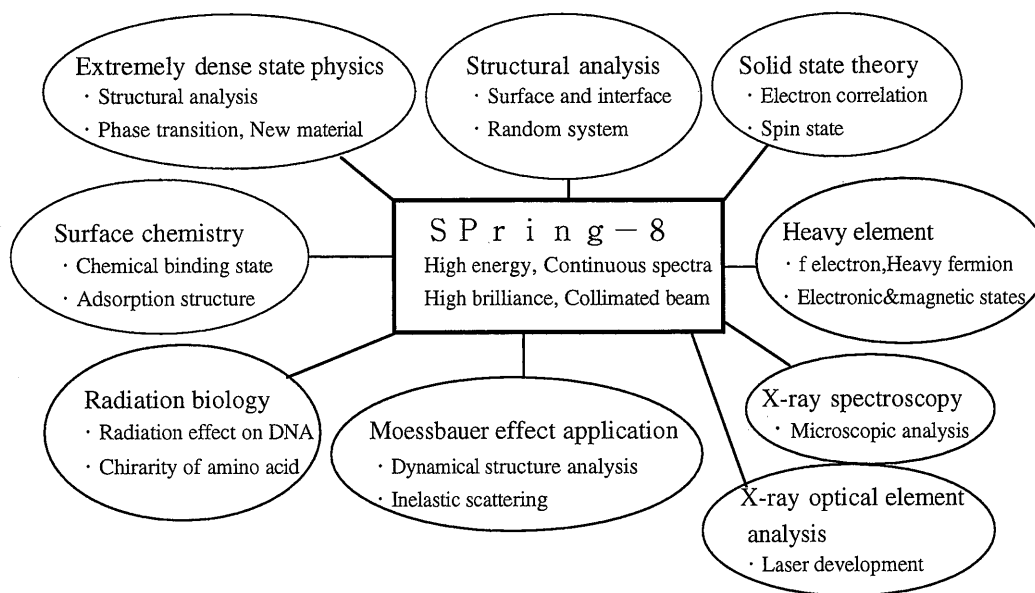 Extremely dense state physics
・Structural analysis
・Phase transition, New material
Structural analysis
・Surface and interface
・Random system
Solid state theory
・Electron correlation
・Spin state
Surface chemistry
・Chemical binding state
・Adsorption structure
SPring-8
High energy, Continuous spectra
High brilliance, Collimated beam
Heavy element
・f electron,Heavy fermion
・Electronic&magnetic states
Radiation biology
・Radiation effect on DNA
・Chirarity of amino acid
Moessbauer effect application
・Dynamical structure analysis
・Inelastic scattering
X-ray spectroscopy
・Microscopic analysis
X-ray optical element
analysis
・Laser development